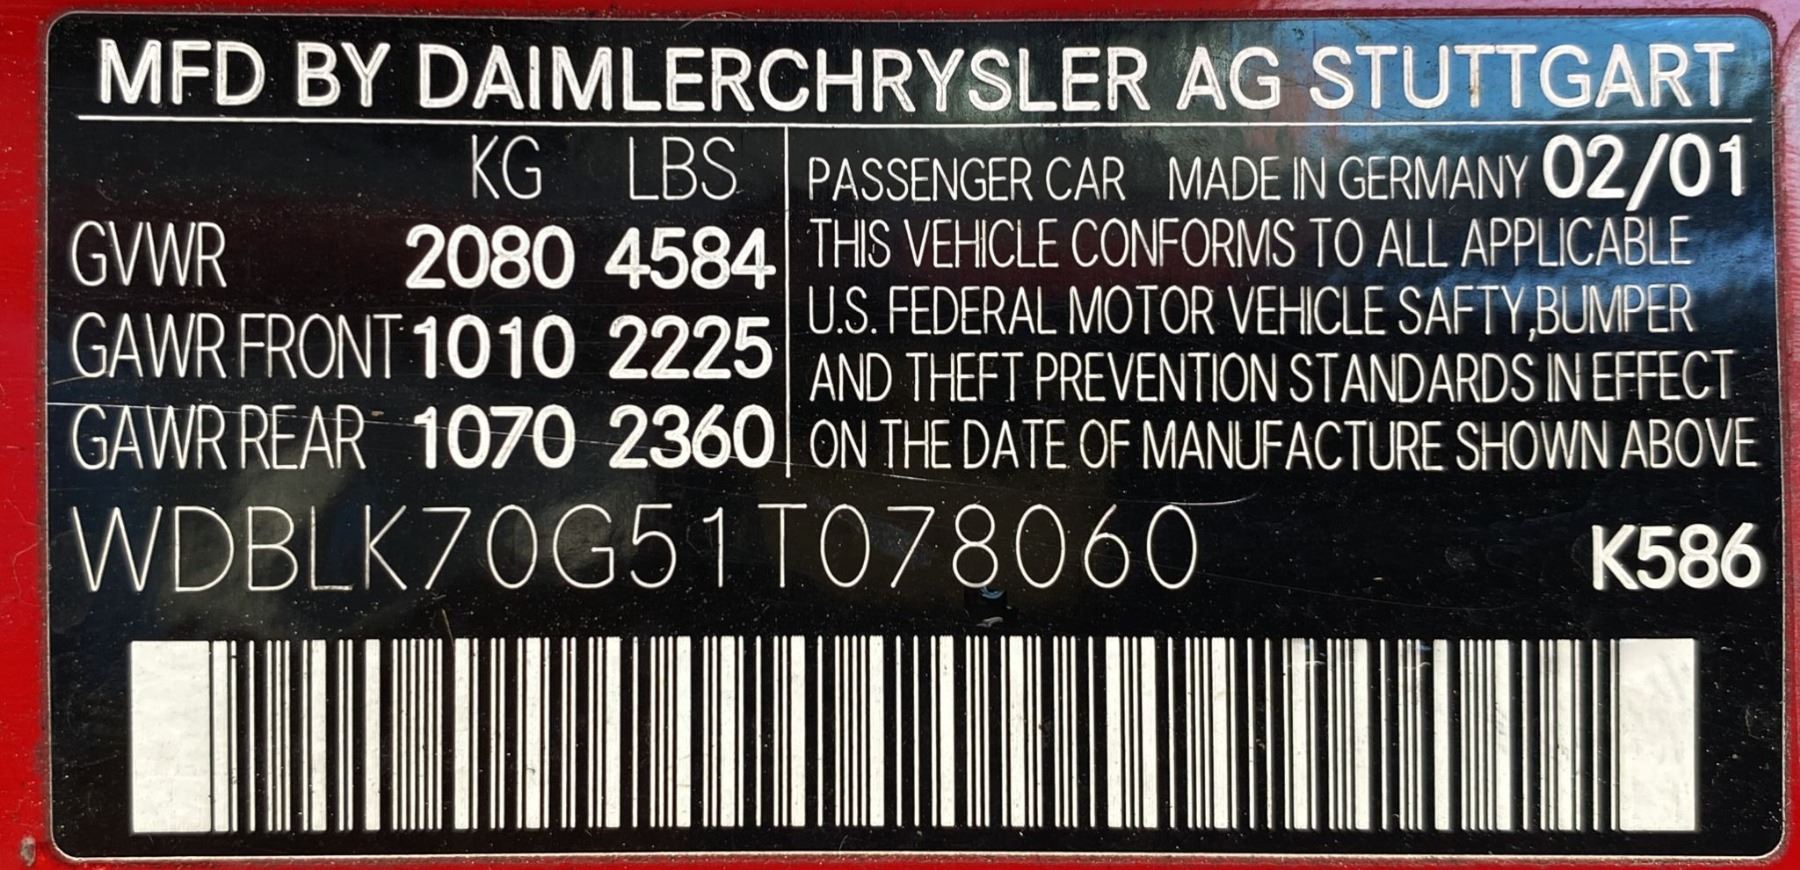 MFD BY DAIMLERCHRYSLER AG STUTTGART
KG LBS
GVWR 2080 4584
GAWR FRONT 1010 2225
GAWR REAR 1070 2360
PASSENGER CAR MADE IN GERMANY 02/01
THIS VEHICLE CONFORMS TO ALL APPLICABLE
U.S. FEDERAL MOTOR VEHICLE SAFTY,BUMPER
AND THEFT PREVENTION STANDARDS IN EFFECT
ON THE DATE OF MANUFACTURE SHOWN ABOVE
WDBLK70G51T078060
K586